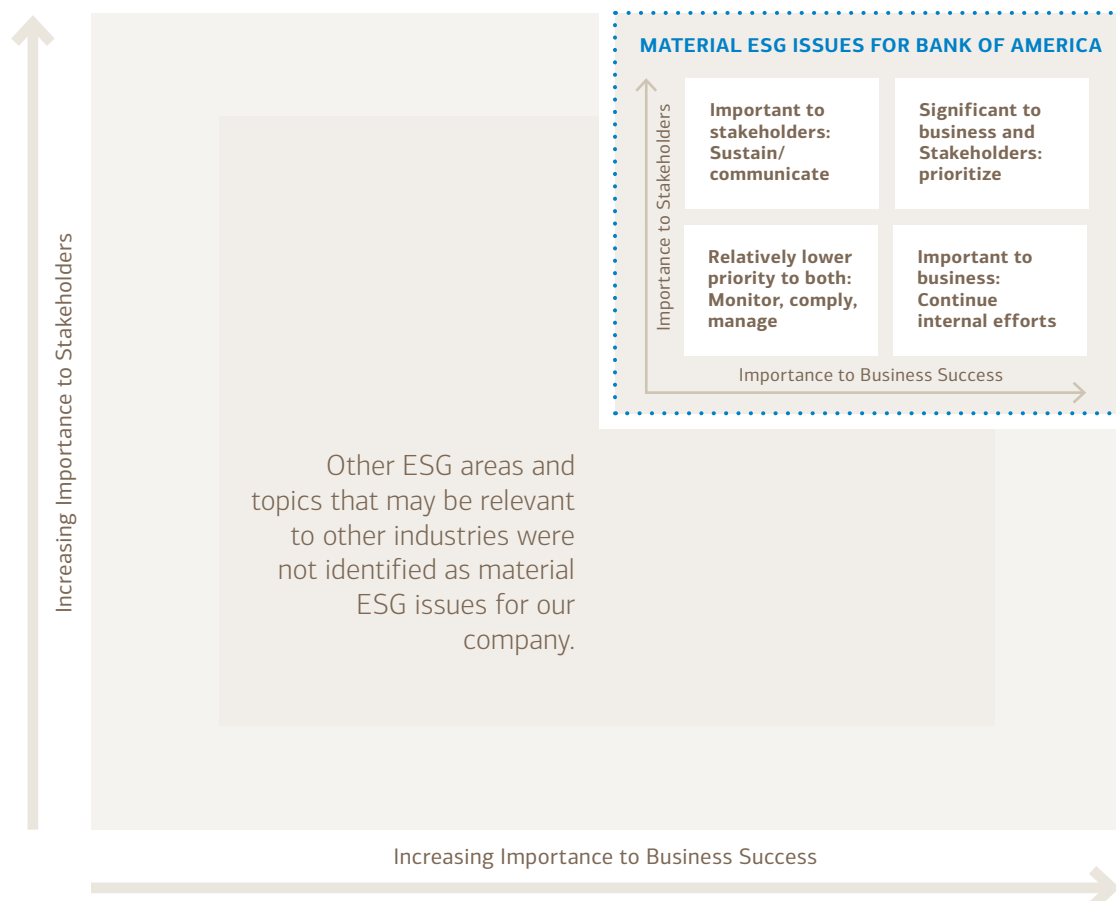 MATERIAL ESG ISSUES FOR BANK OF AMERICA
Importance to Stakeholders
Important to
stakeholders:
Sustain/
communicate
Significant to
business and
Stakeholders:
prioritize
Relatively lower
priority to both:
Monitor, comply,
manage
Important to
business:
Continue
internal efforts
Importance to Business Success
Increasing Importance to Stakeholders
Other ESG areas and
topics that may be relevant
to other industries were
not identified as material
ESG issues for our
company.
Increasing Importance to Business Success